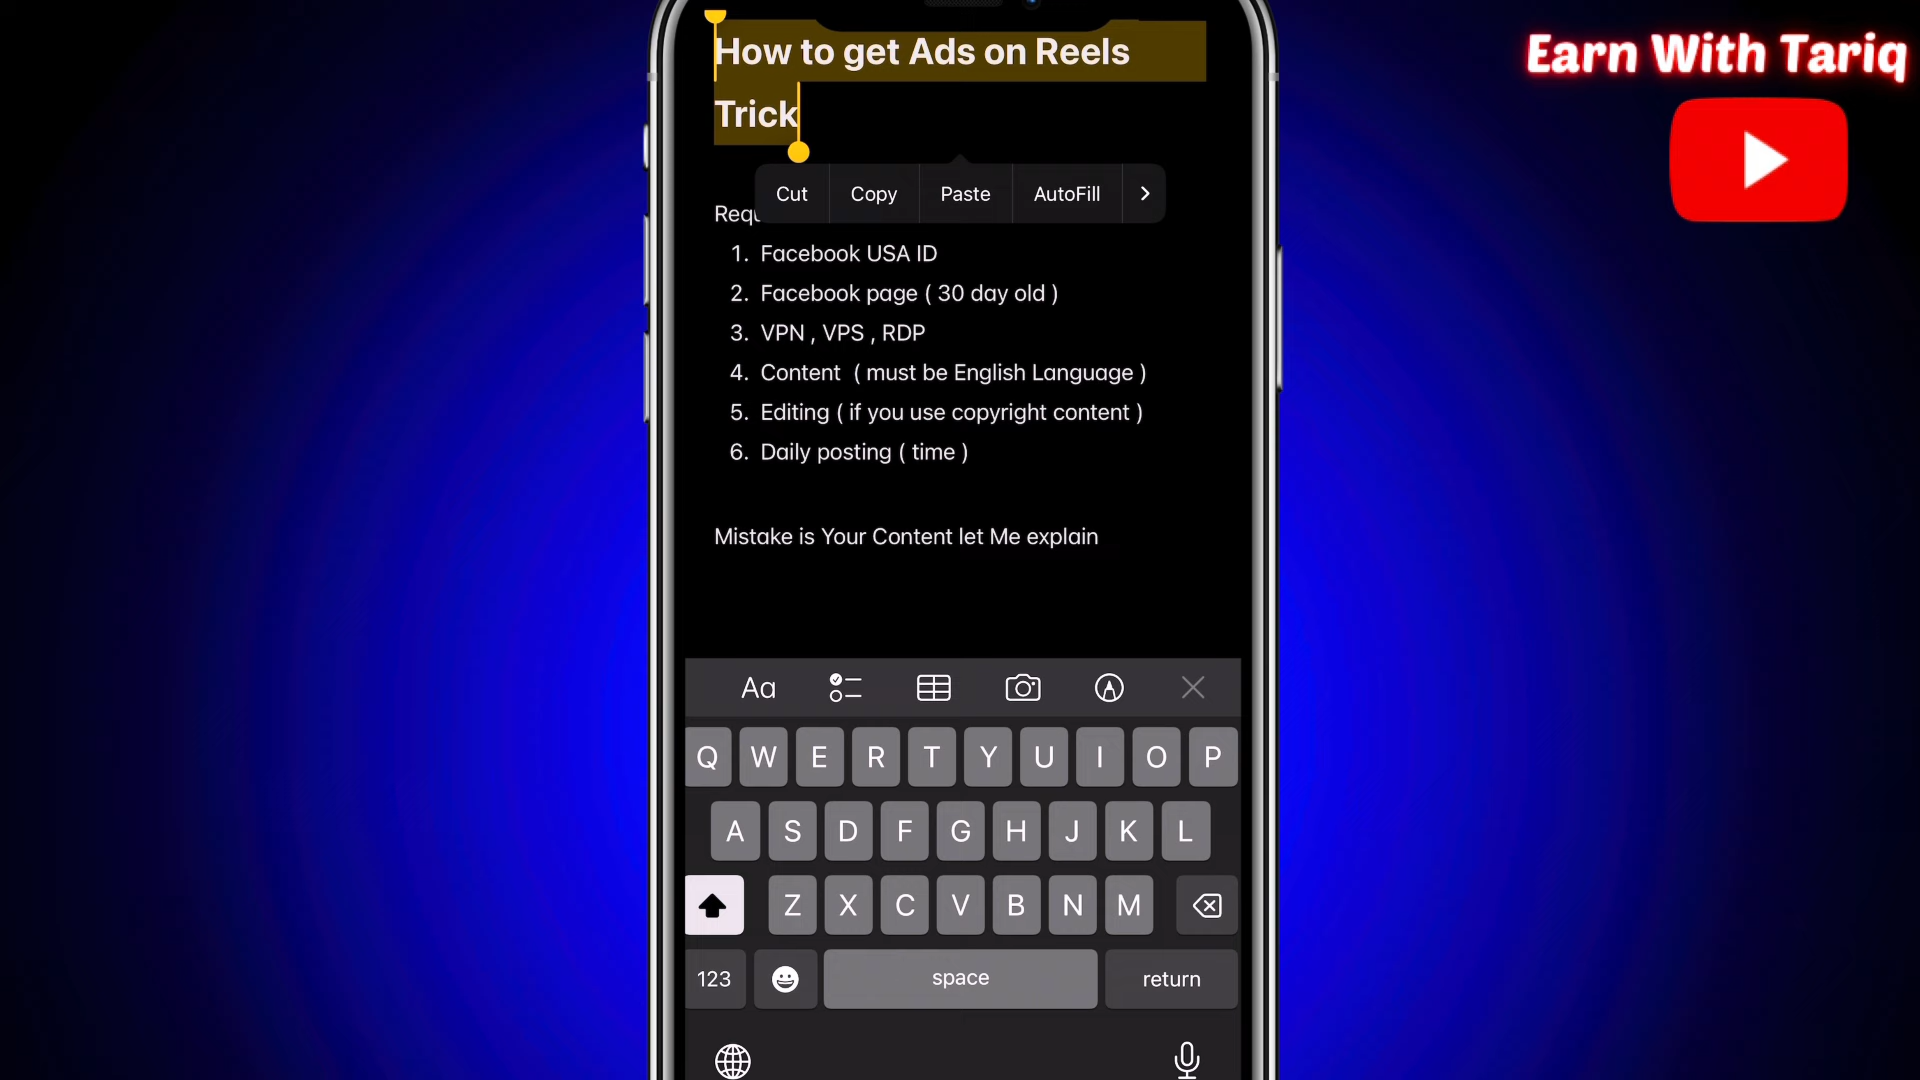 How to get Ads on Reels
Trick
Earn With Tariq
Cut Copy Paste AutoFill
1. Facebook USA ID
2. Facebook page ( 30 day old )
3. VPN , VPS , RDP
4. Content ( must be English Language )
5. Editing ( if you use copyright content )
6. Daily posting ( time )
Mistake is Your Content let Me explain
Aa
Q W E R T Y U I O P
A S D F G H J K L
Z X C V B N M
123 space return